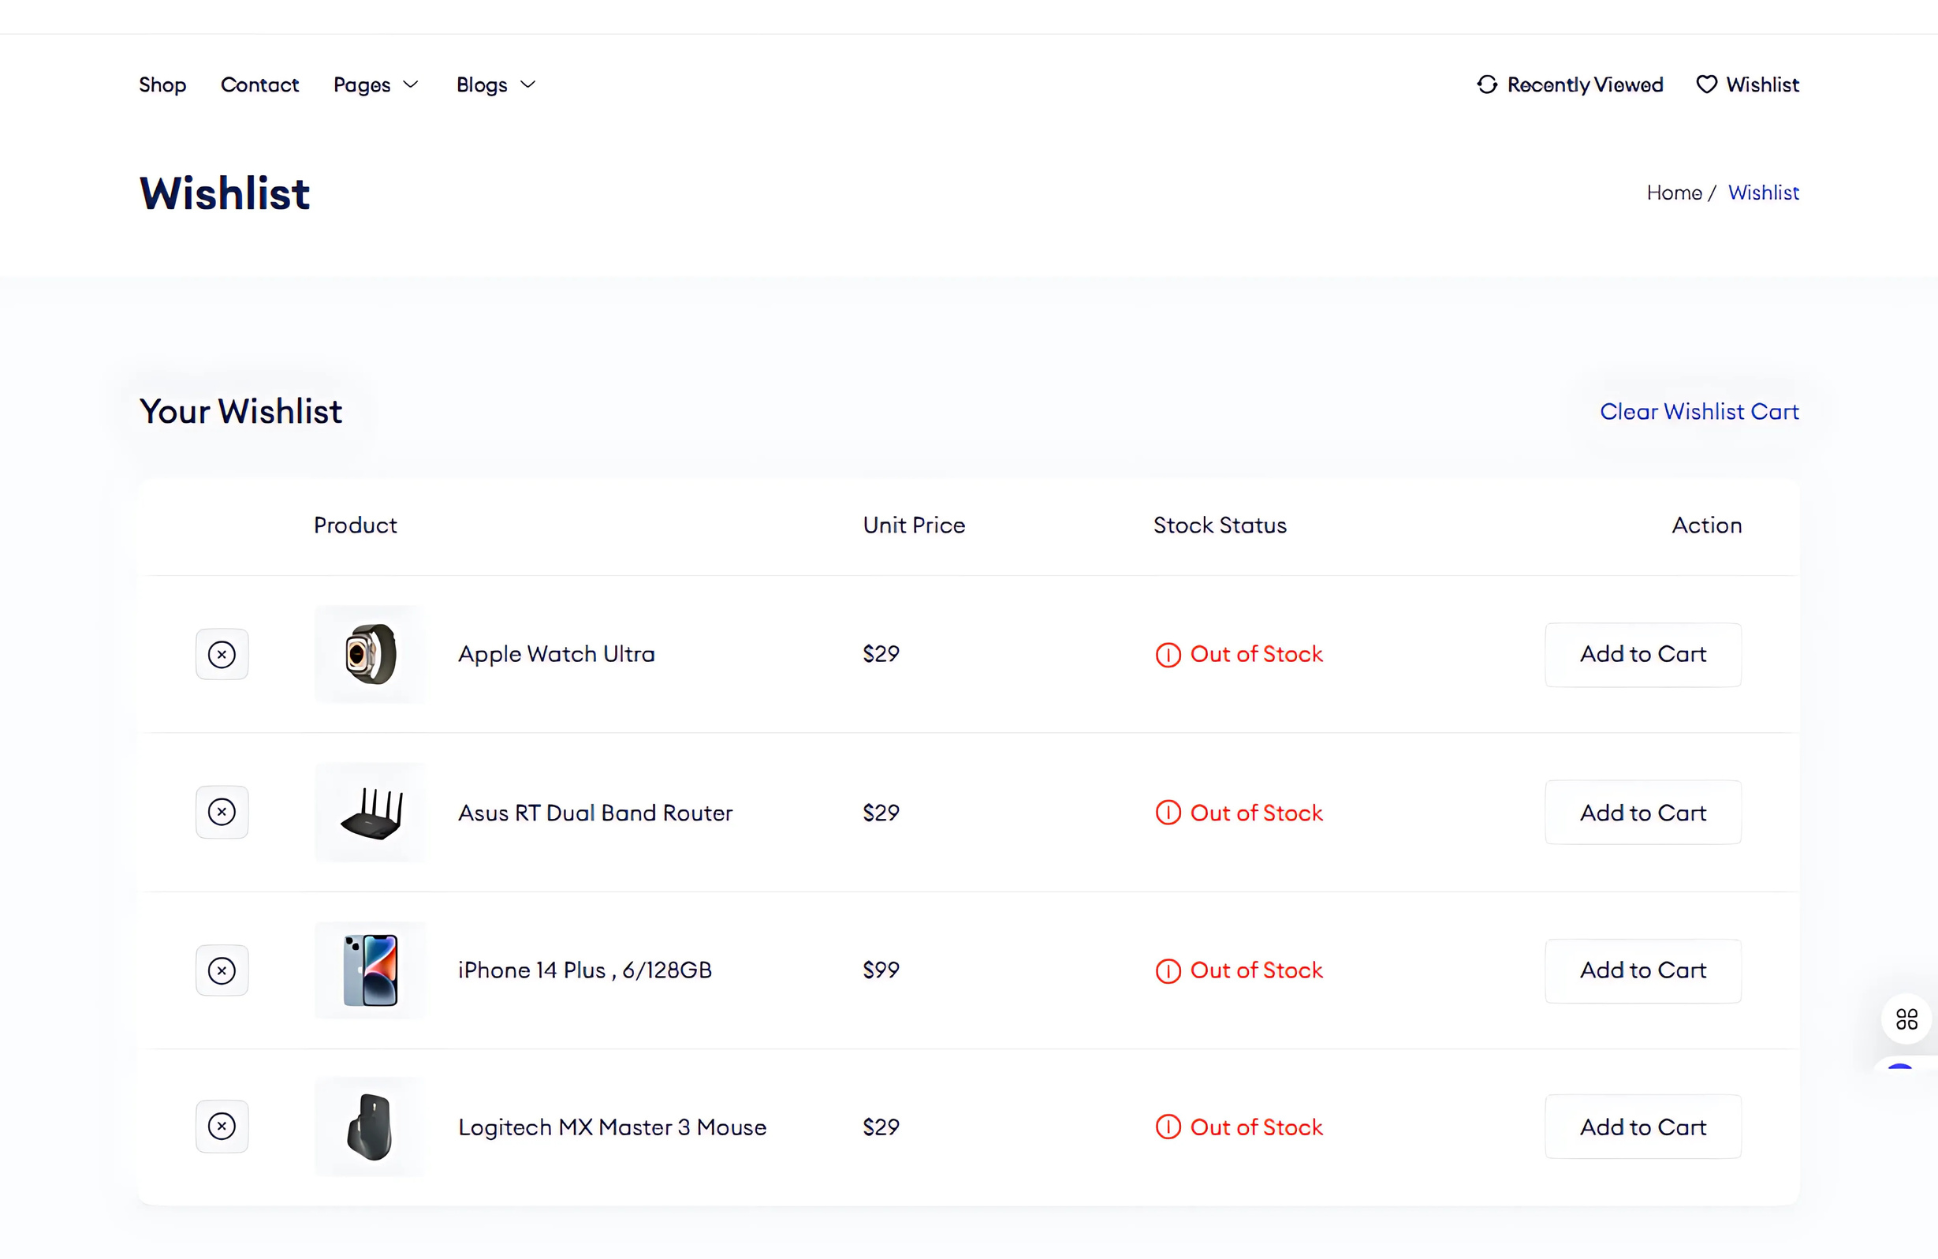 Shop Contact Pages Blogs Recently Viewed Wishlist
Wishlist Home / Wishlist
Your Wishlist Clear Wishlist Cart
Product Unit Price Stock Status Action
Apple Watch Ultra $29 Out of Stock Add to Cart
Asus RT Dual Band Router $29 Out of Stock Add to Cart
iPhone 14 Plus , 6/128GB $99 Out of Stock Add to Cart
Logitech MX Master 3 Mouse $29 Out of Stock Add to Cart